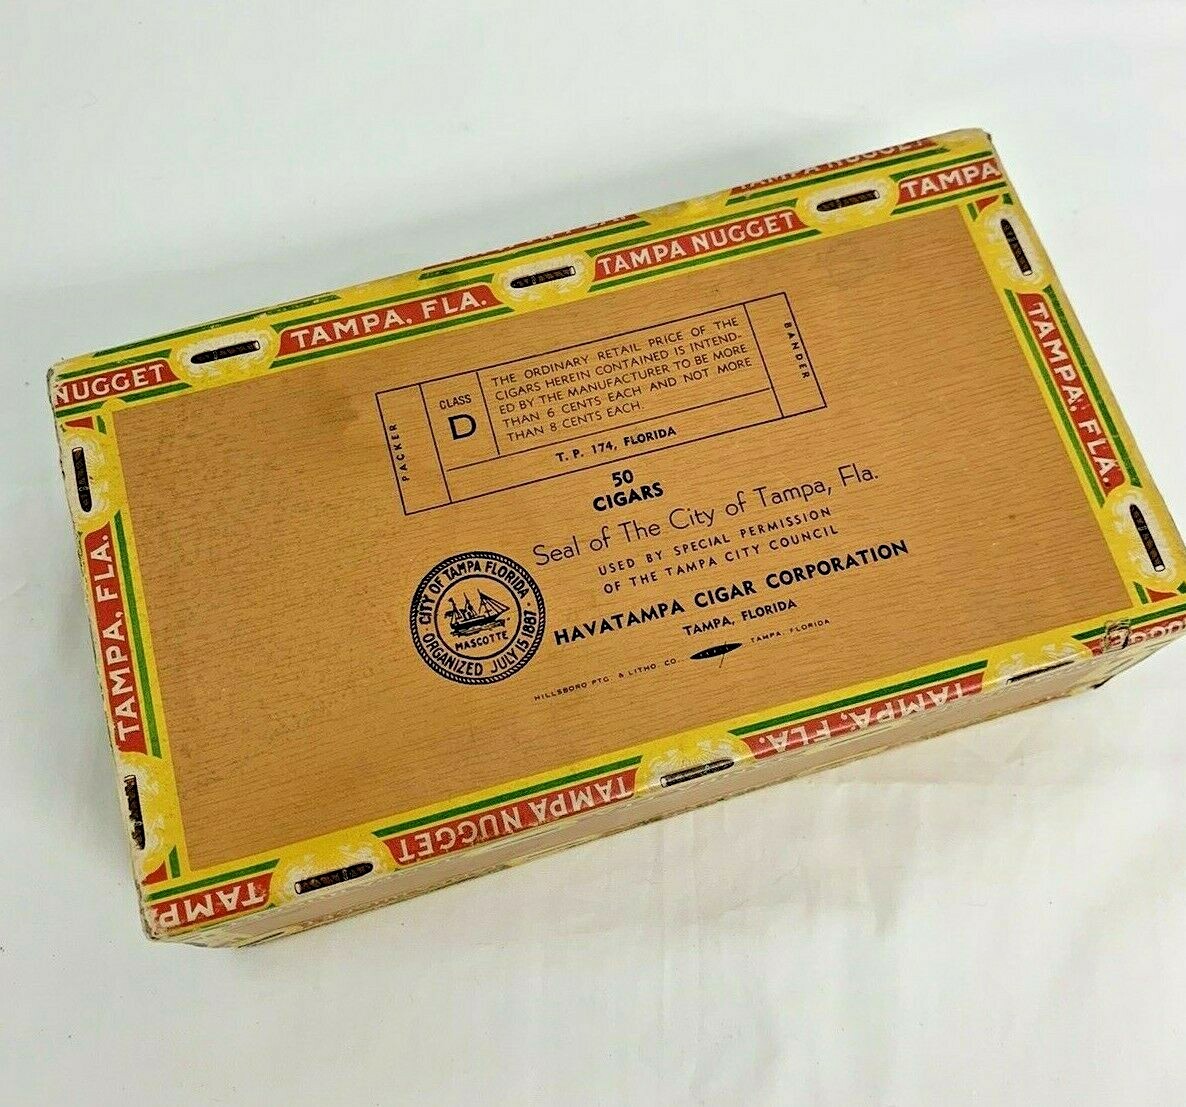 TAMPA NUGGET
TAMPA
TAMPA NUGGET
TAMPA, FLA.
NUGGET
TAMPA, FLA.
TAMPA, FLA.
PACKER
CLASS
D
THE ORDINARY RETAIL PRICE OF THE
CIGARS HEREIN CONTAINED IS INTEND-
ED BY THE MANUFACTURER TO BE MORE
THAN 6 CENTS EACH AND NOT MORE
THAN 8 CENTS EACH.
BANDER
T. P. 174, FLORIDA
50
CIGARS
Seal of The City of Tampa, Fla.
USED BY SPECIAL PERMISSION
OF THE TAMPA CITY COUNCIL
HAVATAMPA CIGAR CORPORATION
TAMPA, FLORIDA
CITY OF TAMPA FLORIDA
MASCOTTE
ORGANIZED JULY 15 1887
HILLSBORO PTG. & LITHO. CO. TAMPA, FLORIDA
NUGGET
TAMPA, FLA.
TAMPA NUGGET
TAMPA